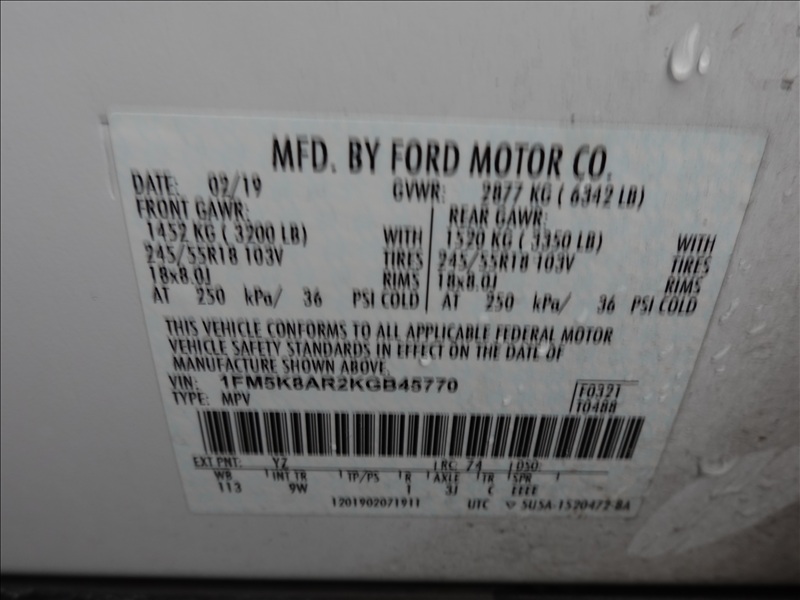 MFD. BY FORD MOTOR CO.
DATE: 02/19 GVWR: 2877 KG ( 6342 LB)
FRONT GAWR: REAR GAWR:
1452 KG ( 3200 LB) WITH 1520 KG ( 3350 LB) WITH
245/55R18 103V TIRES 245/55R18 103V TIRES
18x8.0J RIMS 18x8.0J RIMS
AT 250 kPa/ 36 PSI COLD AT 250 kPa/ 36 PSI COLD
THIS VEHICLE CONFORMS TO ALL APPLICABLE FEDERAL MOTOR
VEHICLE SAFETY STANDARDS IN EFFECT ON THE DATE OF
MANUFACTURE SHOWN ABOVE.
VIN: 1FM5K8AR2KGB45770
TYPE: MPV
F0321
T0488
EXT PNT: YZ RC: 74 DSO:
WB INT TR TP/PS R AXLE TR SPR
113 9W 1 3J C EEEE
1201902071911 UTC SU5A-1520472-BA